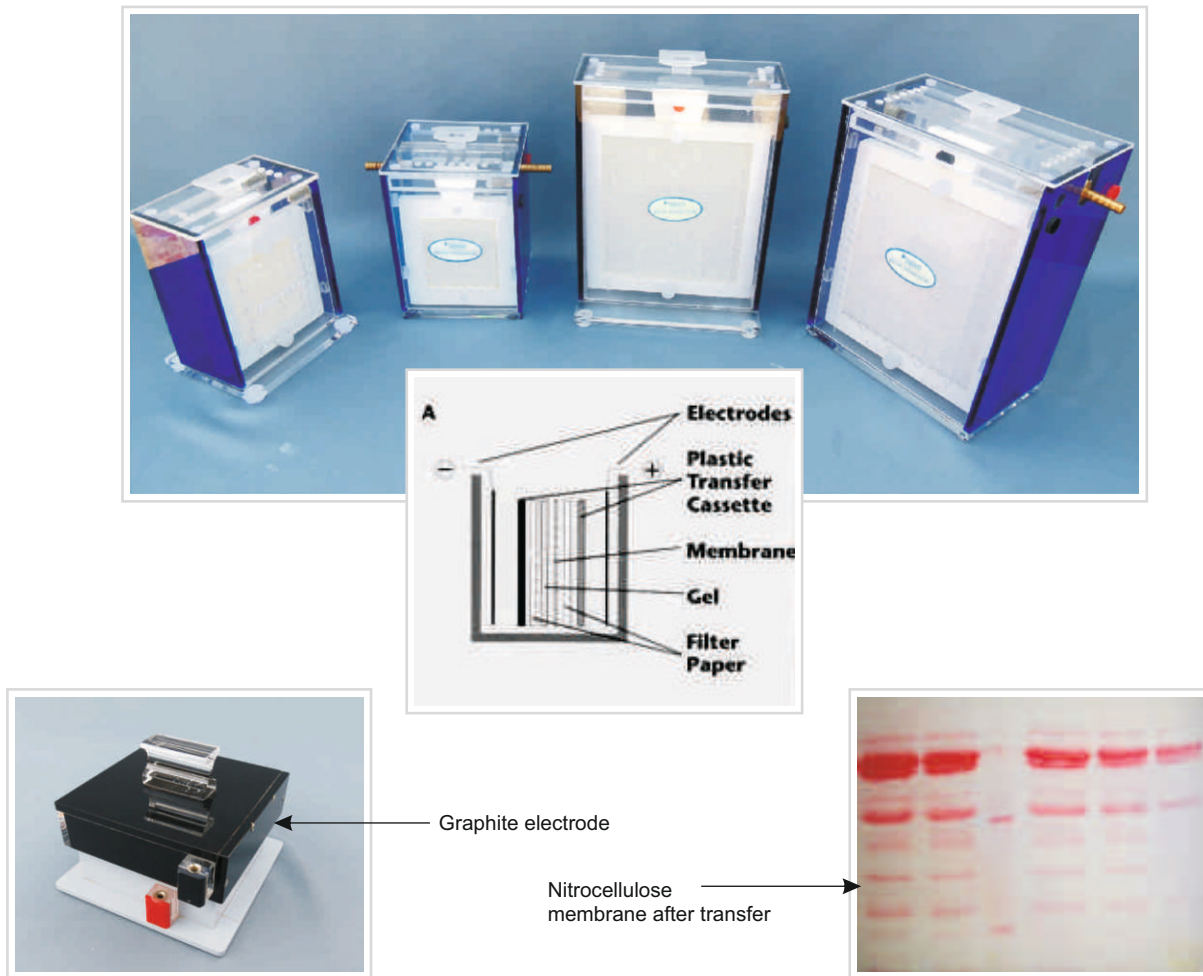 A
Electrodes
−
+
Plastic
Transfer
Cassette
Membrane
Gel
Filter
Paper
Graphite electrode
Nitrocellulose
membrane after transfer